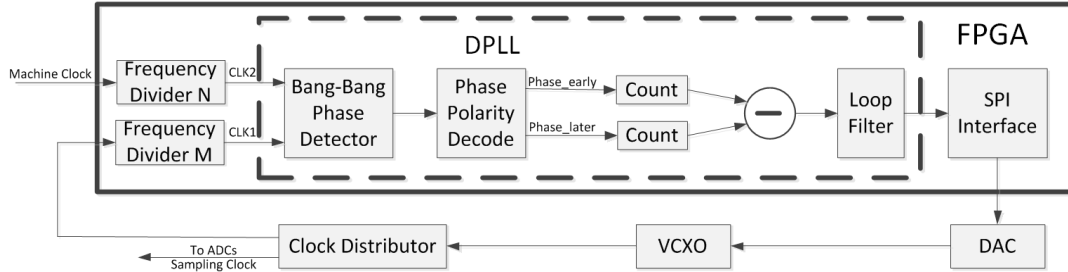 DPLL
FPGA
Machine Clock
Frequency
Divider N
CLK2
Frequency
Divider M
CLK1
Bang-Bang
Phase
Detector
Phase
Polarity
Decode
Phase_early
Phase_later
Count
Count
Loop
Filter
SPI
Interface
To ADCs
Sampling Clock
Clock Distributor
VCXO
DAC